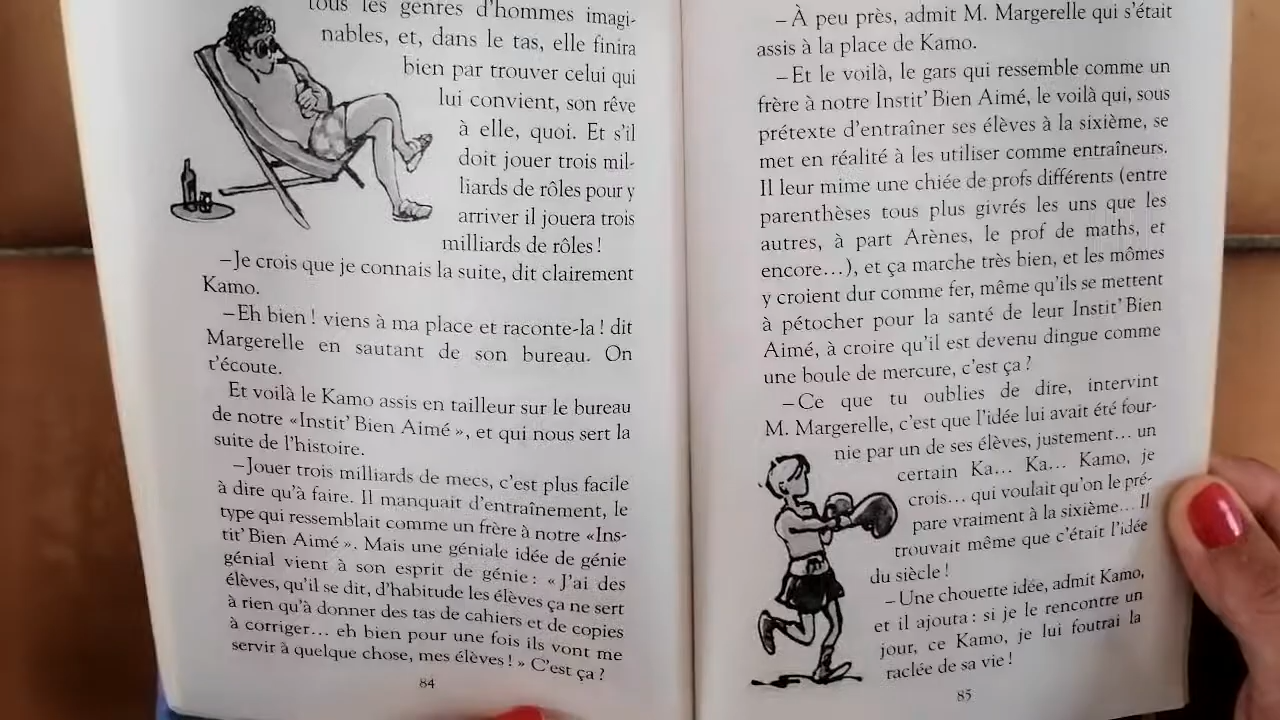 tous les genres d'hommes imagi-
nables, et, dans le tas, elle finira
bien par trouver celui qui
lui convient, son rêve
à elle, quoi. Et s'il
doit jouer trois mil-
liards de rôles pour y
arriver il jouera trois
milliards de rôles !
– Je crois que je connais la suite, dit clairement
Kamo.
– Eh bien ! viens à ma place et raconte-la ! dit
Margerelle en sautant de son bureau. On
t'écoute.
Et voilà le Kamo assis en tailleur sur le bureau
de notre «Instit' Bien Aimé», et qui nous sert la
suite de l'histoire.
– Jouer trois milliards de mecs, c'est plus facile
à dire qu'à faire. Il manquait d'entraînement, le
type qui ressemblait comme un frère à notre «Ins-
tit' Bien Aimé». Mais une géniale idée de génie
génial vient à son esprit de génie : « J'ai des
élèves, qu'il se dit, d'habitude les élèves ça ne sert
à rien qu'à donner des tas de cahiers et de copies
à corriger… eh bien pour une fois ils vont me
servir à quelque chose, mes élèves ! » C'est ça ?
84
– À peu près, admit M. Margerelle qui s'était
assis à la place de Kamo.
– Et le voilà, le gars qui ressemble comme un
frère à notre Instit' Bien Aimé, le voilà qui, sous
prétexte d'entraîner ses élèves à la sixième, se
met en réalité à les utiliser comme entraîneurs.
Il leur mime une chiée de profs différents (entre
parenthèses tous plus givrés les uns que les
autres, à part Arènes, le prof de maths, et
encore…), et ça marche très bien, et les mômes
y croient dur comme fer, même qu'ils se mettent
à pétocher pour la santé de leur Instit' Bien
Aimé, à croire qu'il est devenu dingue comme
une boule de mercure, c'est ça ?
– Ce que tu oublies de dire, intervint
M. Margerelle, c'est que l'idée lui avait été four-
nie par un de ses élèves, justement… un
certain Ka… Ka… Kamo, je
crois… qui voulait qu'on le pré-
pare vraiment à la sixième… Il
trouvait même que c'était l'idée
du siècle !
– Une chouette idée, admit Kamo,
et il ajouta : si je le rencontre un
jour, ce Kamo, je lui foutrai la
raclée de sa vie !
85